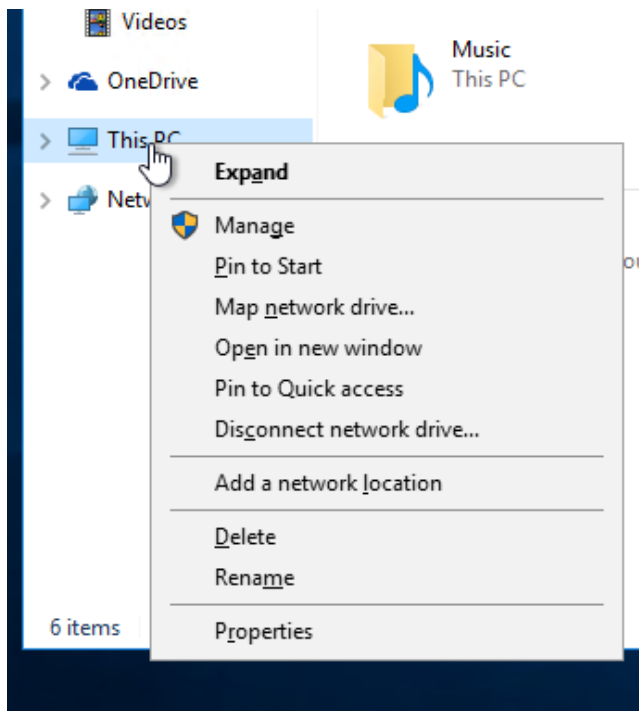 Videos
OneDrive
This PC
Music
This PC
Expand
Manage
Pin to Start
Map network drive...
Open in new window
Pin to Quick access
Disconnect network drive...
Add a network location
Delete
Rename
Properties
6 items